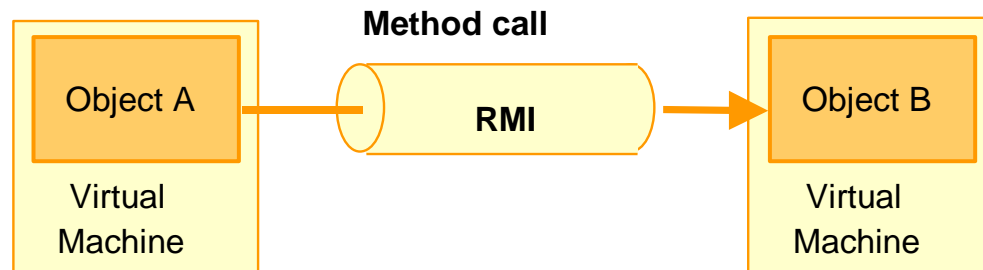 Method call
Object A
RMI
Object B
Virtual
Machine
Virtual
Machine